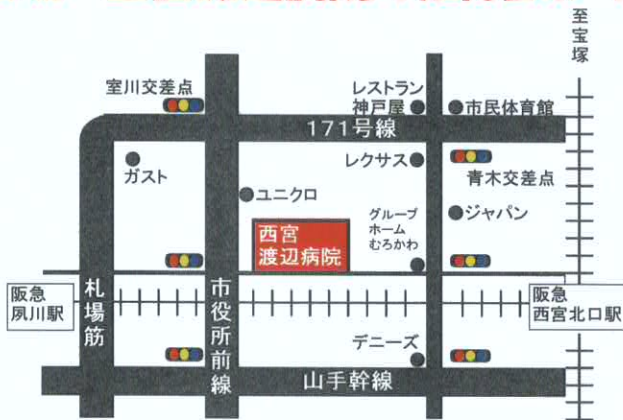 至宝塚
室川交差点
レストラン
神戸屋
市民体育館
171号線
ガスト
レクサス
青木交差点
ユニクロ
ジャパン
グループ
ホーム
むろかわ
西宮
渡辺病院
阪急
夙川駅
札場筋
市役所前線
阪急
西宮北口駅
デニーズ
山手幹線